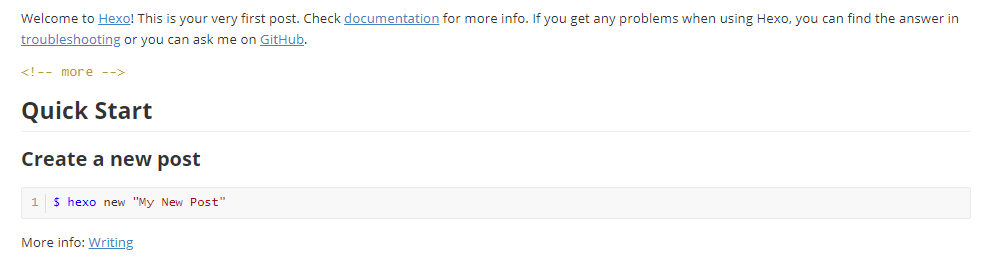 Welcome to Hexo! This is your very first post. Check documentation for more info. If you get any problems when using Hexo, you can find the answer in
troubleshooting or you can ask me on GitHub.
<!-- more -->
Quick Start
Create a new post
1 $ hexo new "My New Post"
More info: Writing